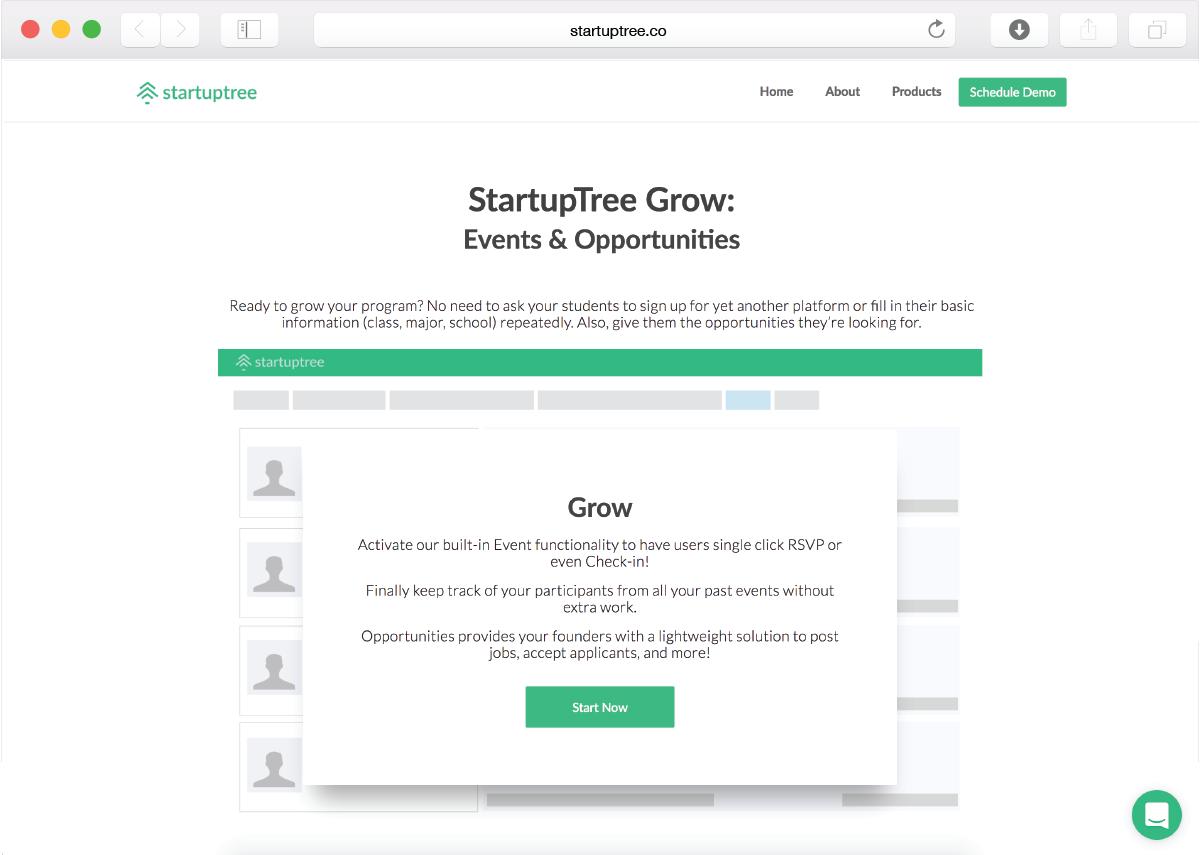 startuptree.co
startuptree
Home About Products Schedule Demo
StartupTree Grow:
Events & Opportunities
Ready to grow your program? No need to ask your students to sign up for yet another platform or fill in their basic
information (class, major, school) repeatedly. Also, give them the opportunities they're looking for.
startuptree
Grow
Activate our built-in Event functionality to have users single click RSVP or
even Check-in!
Finally keep track of your participants from all your past events without
extra work.
Opportunities provides your founders with a lightweight solution to post
jobs, accept applicants, and more!
Start Now